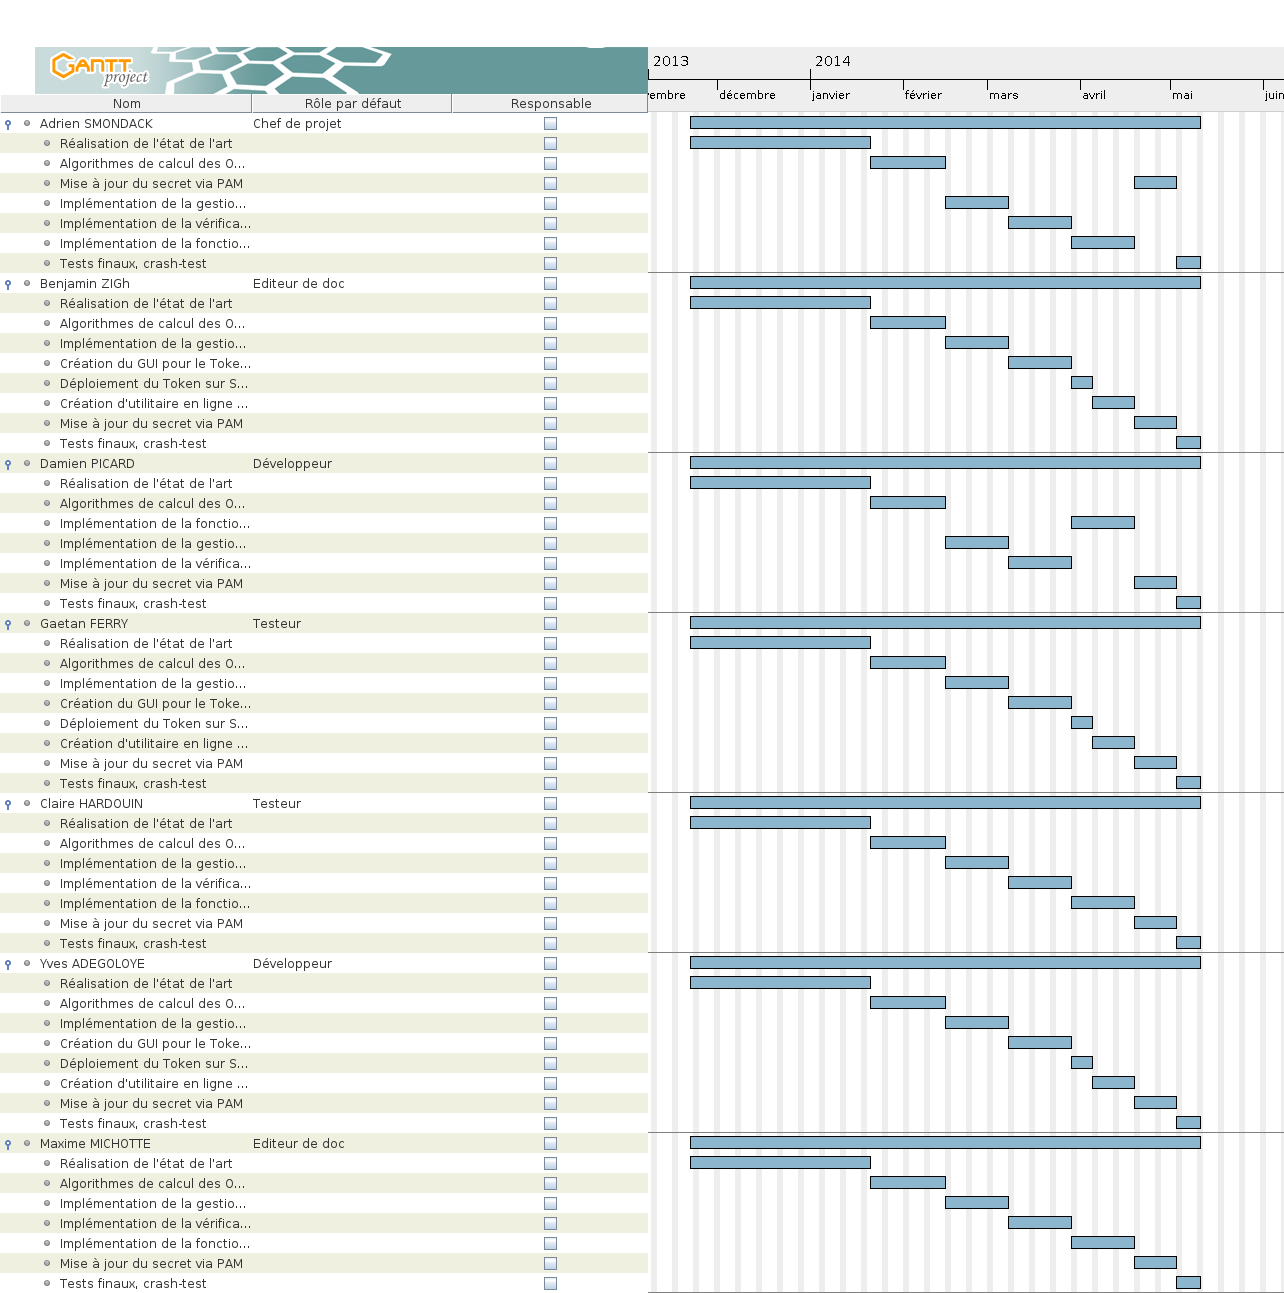 GANTT
project
2013 2014
vembre décembre janvier février mars avril mai juin
Nom Rôle par défaut Responsable
Adrien SMONDACK Chef de projet
Réalisation de l'état de l'art
Algorithmes de calcul des O...
Mise à jour du secret via PAM
Implémentation de la gestio...
Implémentation de la vérifica...
Implémentation de la fonctio...
Tests finaux, crash-test
Benjamin ZIGh Editeur de doc
Réalisation de l'état de l'art
Algorithmes de calcul des O...
Implémentation de la gestio...
Création du GUI pour le Toke...
Déploiement du Token sur S...
Création d'utilitaire en ligne ...
Mise à jour du secret via PAM
Tests finaux, crash-test
Damien PICARD Développeur
Réalisation de l'état de l'art
Algorithmes de calcul des O...
Implémentation de la fonctio...
Implémentation de la gestio...
Implémentation de la vérifica...
Mise à jour du secret via PAM
Tests finaux, crash-test
Gaetan FERRY Testeur
Réalisation de l'état de l'art
Algorithmes de calcul des O...
Implémentation de la gestio...
Création du GUI pour le Toke...
Déploiement du Token sur S...
Création d'utilitaire en ligne ...
Mise à jour du secret via PAM
Tests finaux, crash-test
Claire HARDOUIN Testeur
Réalisation de l'état de l'art
Algorithmes de calcul des O...
Implémentation de la gestio...
Implémentation de la vérifica...
Implémentation de la fonctio...
Mise à jour du secret via PAM
Tests finaux, crash-test
Yves ADEGOLOYE Développeur
Réalisation de l'état de l'art
Algorithmes de calcul des O...
Implémentation de la gestio...
Création du GUI pour le Toke...
Déploiement du Token sur S...
Création d'utilitaire en ligne ...
Mise à jour du secret via PAM
Tests finaux, crash-test
Maxime MICHOTTE Editeur de doc
Réalisation de l'état de l'art
Algorithmes de calcul des O...
Implémentation de la gestio...
Implémentation de la vérifica...
Implémentation de la fonctio...
Mise à jour du secret via PAM
Tests finaux, crash-test